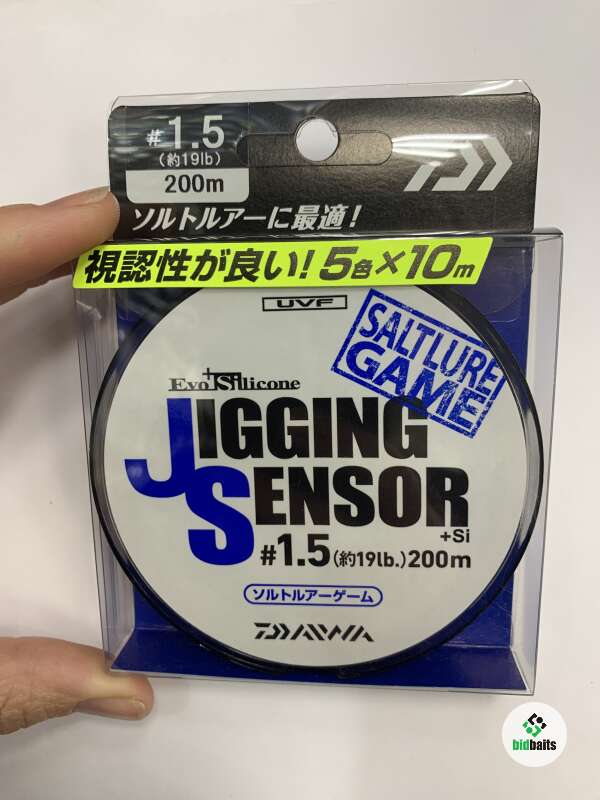 #1.5
(約19lb)
200m
ソルトルアーに最適!
視認性が良い!5色×10m
UVF
SALTLURE
GAME
Evo+Silicone
JIGGING
SENSOR
+Si
#1.5(約19lb.)200m
ソルトルアーゲーム
DAIWA
bidbaits